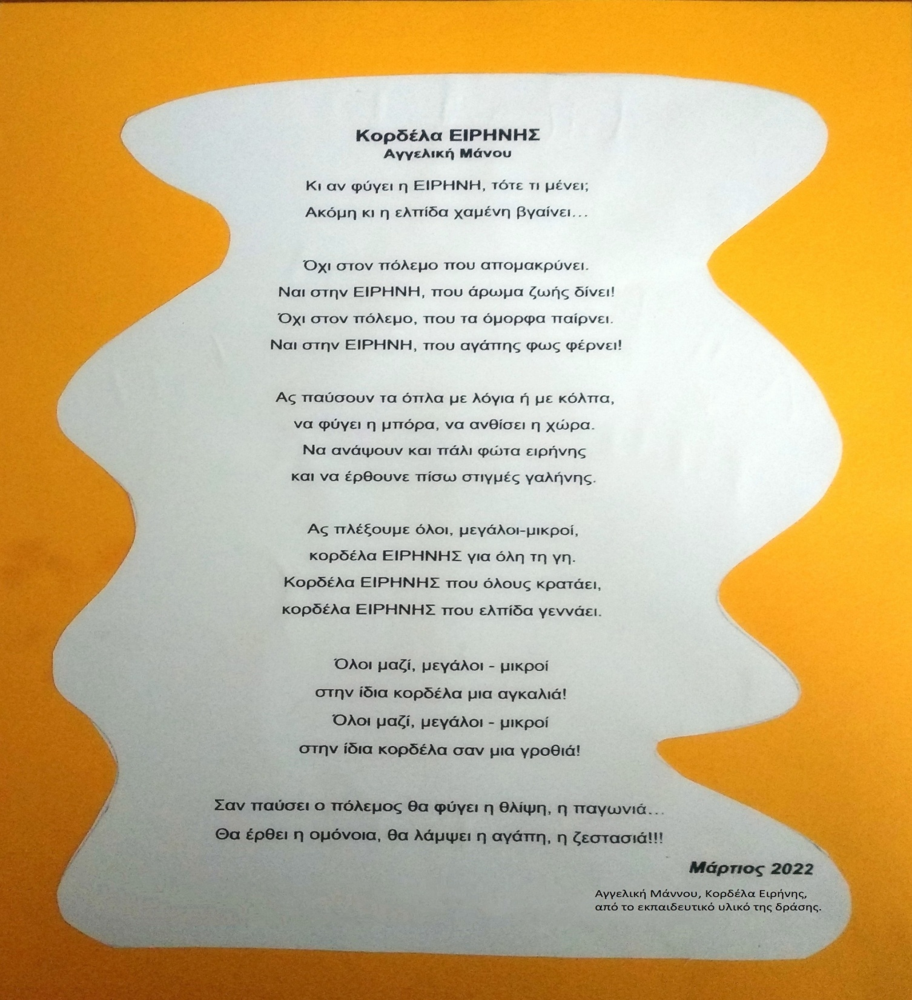 Κορδέλα ΕΙΡΗΝΗΣ
Αγγελική Μάνου
Κι αν φύγει η ΕΙΡΗΝΗ, τότε τι μένει;
Ακόμη κι η ελπίδα χαμένη βγαίνει…
Όχι στον πόλεμο που απομακρύνει.
Ναι στην ΕΙΡΗΝΗ, που άρωμα ζωής δίνει!
Όχι στον πόλεμο, που τα όμορφα παίρνει.
Ναι στην ΕΙΡΗΝΗ, που αγάπης φως φέρνει!
Ας παύσουν τα όπλα με λόγια ή με κόλπα,
να φύγει η μπόρα, να ανθίσει η χώρα.
Να ανάψουν και πάλι φώτα ειρήνης
και να έρθουνε πίσω στιγμές γαλήνης.
Ας πλέξουμε όλοι, μεγάλοι-μικροί,
κορδέλα ΕΙΡΗΝΗΣ για όλη τη γη.
Κορδέλα ΕΙΡΗΝΗΣ που όλους κρατάει,
κορδέλα ΕΙΡΗΝΗΣ που ελπίδα γεννάει.
Όλοι μαζί, μεγάλοι - μικροί
στην ίδια κορδέλα μια αγκαλιά!
Όλοι μαζί, μεγάλοι - μικροί
στην ίδια κορδέλα σαν μια γροθιά!
Σαν παύσει ο πόλεμος θα φύγει η θλίψη, η παγωνιά…
Θα έρθει η ομόνοια, θα λάμψει η αγάπη, η ζεστασιά!!!
Μάρτιος 2022
Αγγελική Μάννου, Κορδέλα Ειρήνης,
από το εκπαιδευτικό υλικό της δράσης.